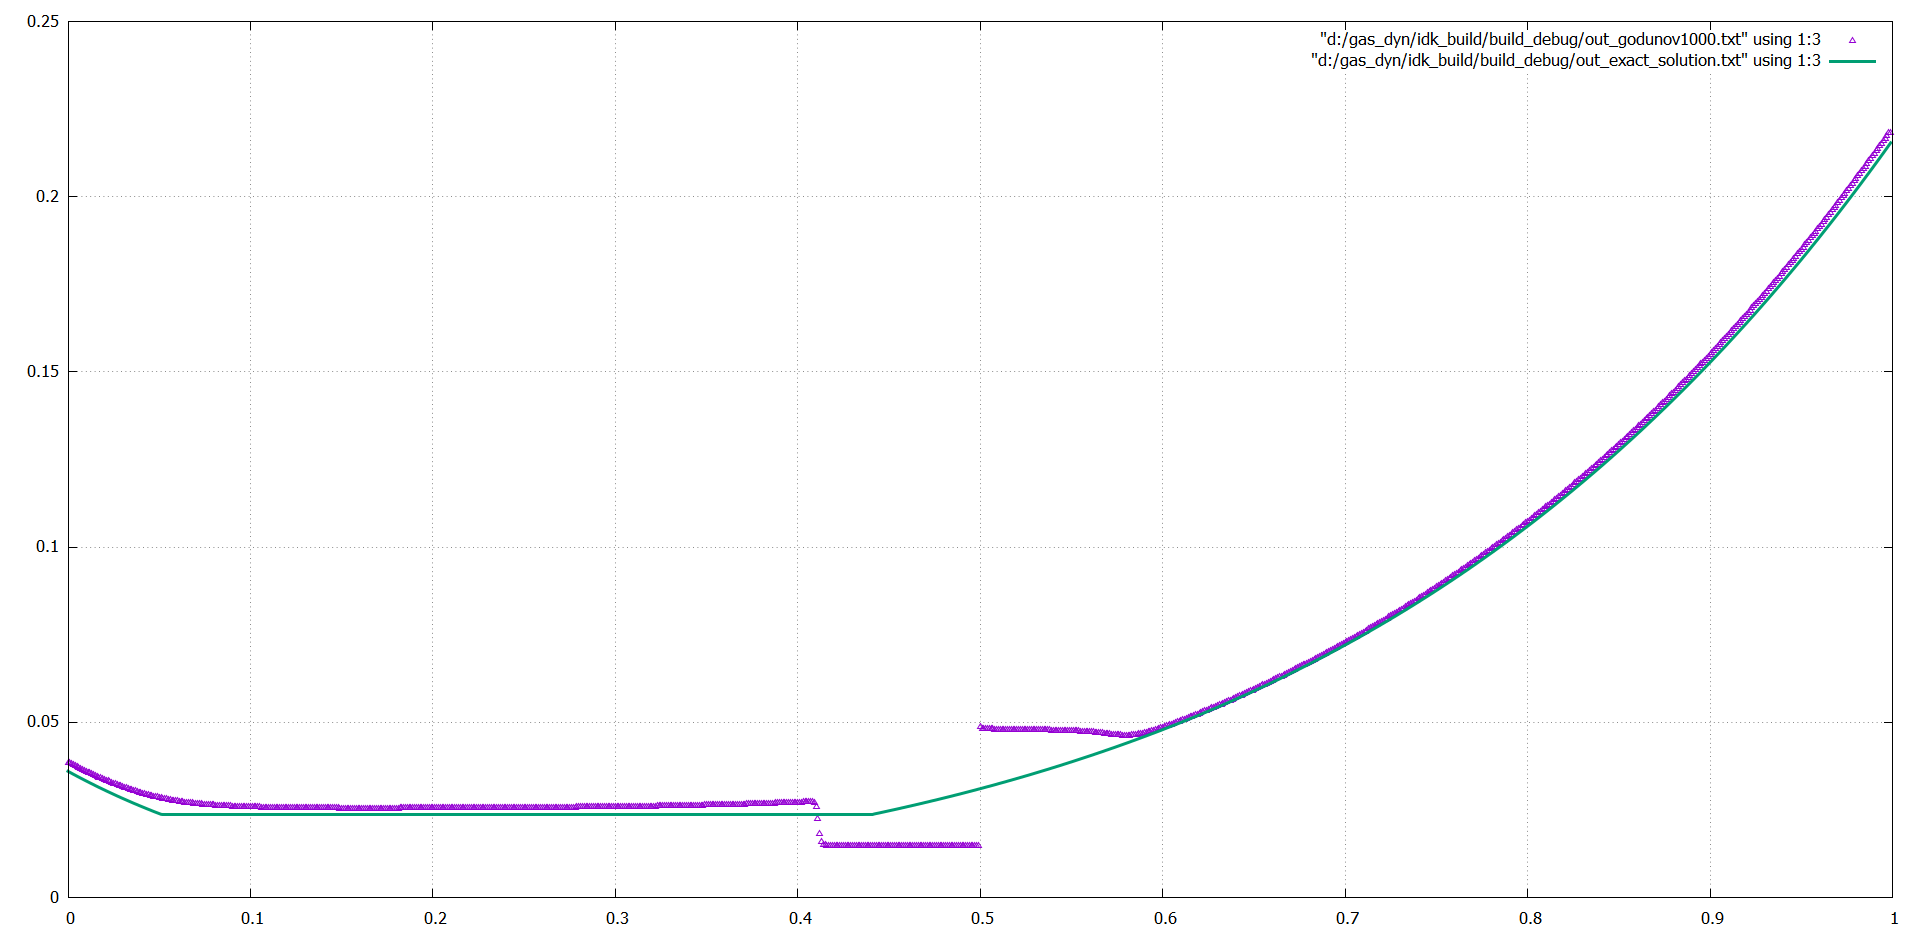 "d:/gas_dyn/idk_build/build_debug/out_godunov1000.txt" using 1:3
"d:/gas_dyn/idk_build/build_debug/out_exact_solution.txt" using 1:3
0.25
0.2
0.15
0.1
0.05
0
0 0.1 0.2 0.3 0.4 0.5 0.6 0.7 0.8 0.9 1